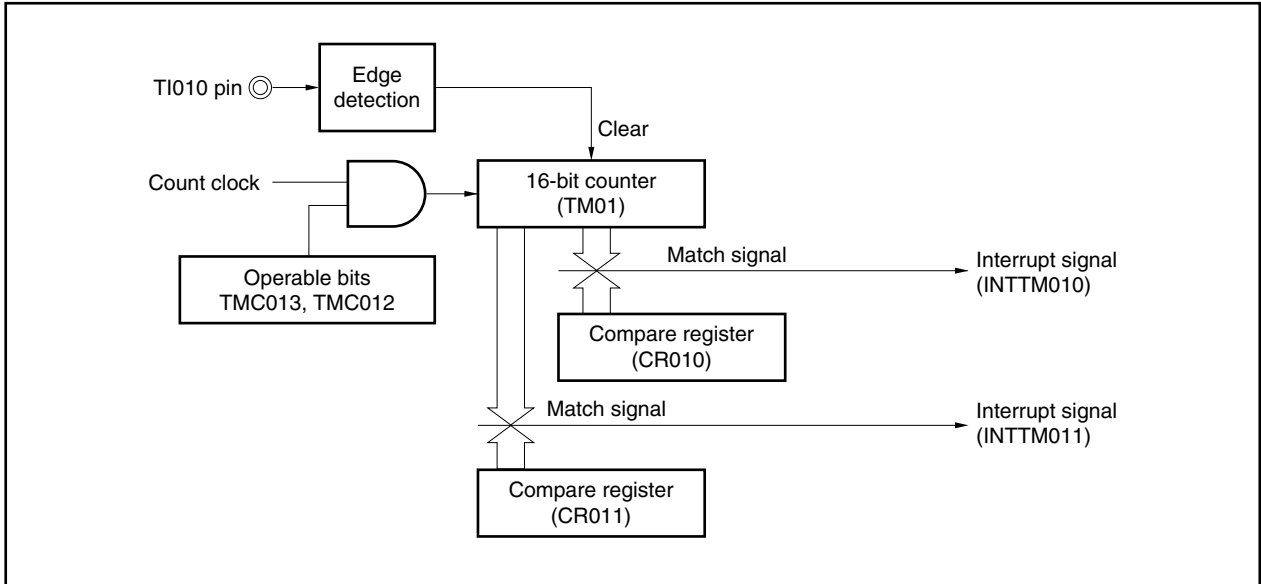 TI010 pin
Edge
detection
Clear
Count clock
16-bit counter
(TM01)
Operable bits
TMC013, TMC012
Match signal
Interrupt signal
(INTTM010)
Compare register
(CR010)
Match signal
Interrupt signal
(INTTM011)
Compare register
(CR011)